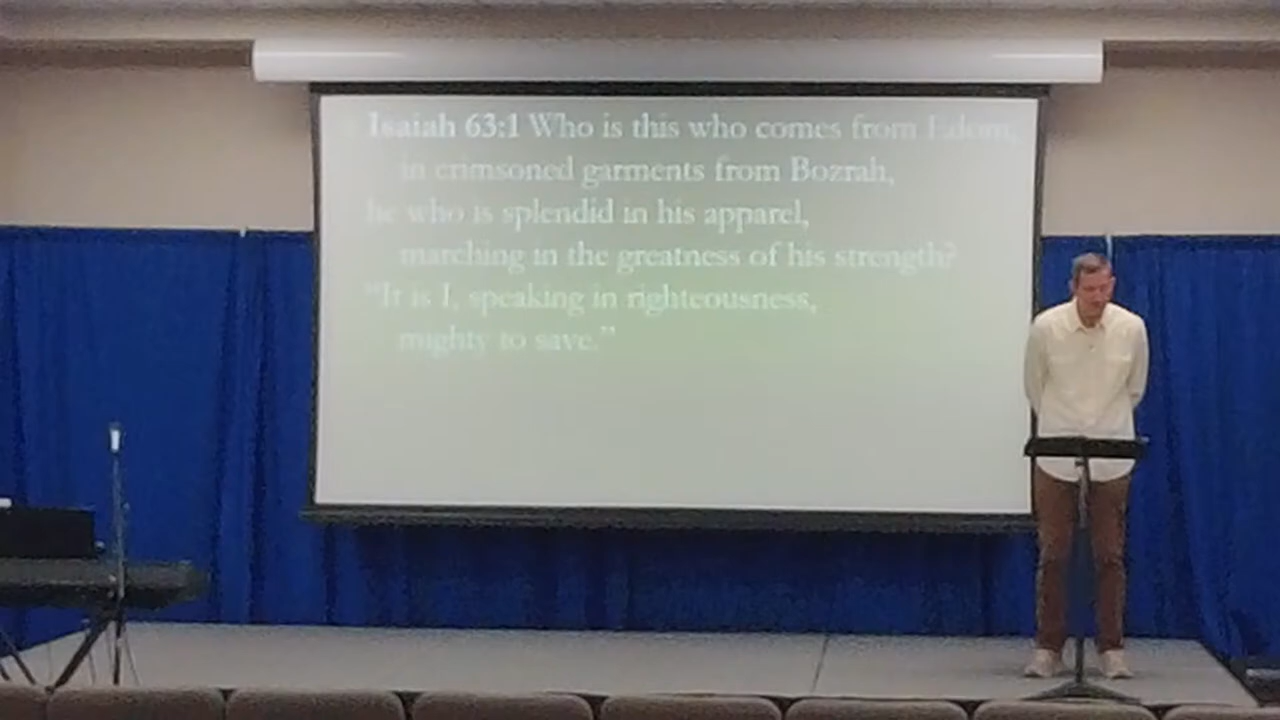 Isaiah 63:1 Who is this who comes from Edom,
in crimsoned garments from Bozrah,
he who is splendid in his apparel,
marching in the greatness of his strength?
“It is I, speaking in righteousness,
mighty to save.”